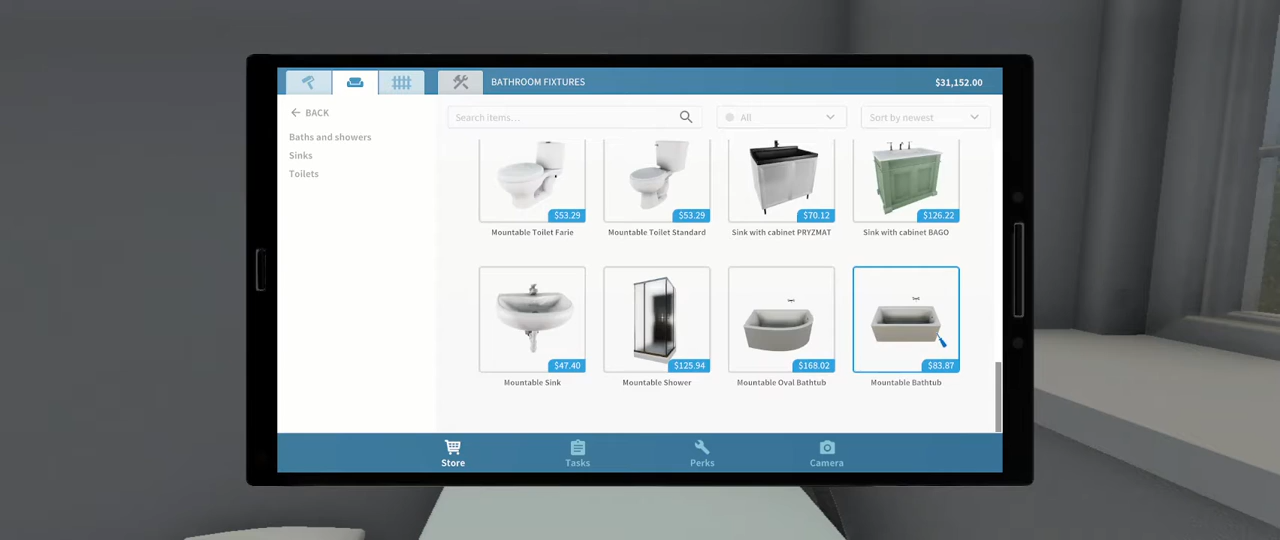 BATHROOM FIXTURES
$31,152.00
BACK
Search items...
All
Sort by newest
Baths and showers
Sinks
Toilets
$53.29
$53.29
$70.12
$126.22
Mountable Toilet Farie
Mountable Toilet Standard
Sink with cabinet PRYZMAT
Sink with cabinet BAGO
$47.40
$125.94
$168.02
$83.87
Mountable Sink
Mountable Shower
Mountable Oval Bathtub
Mountable Bathtub
Store
Tasks
Perks
Camera